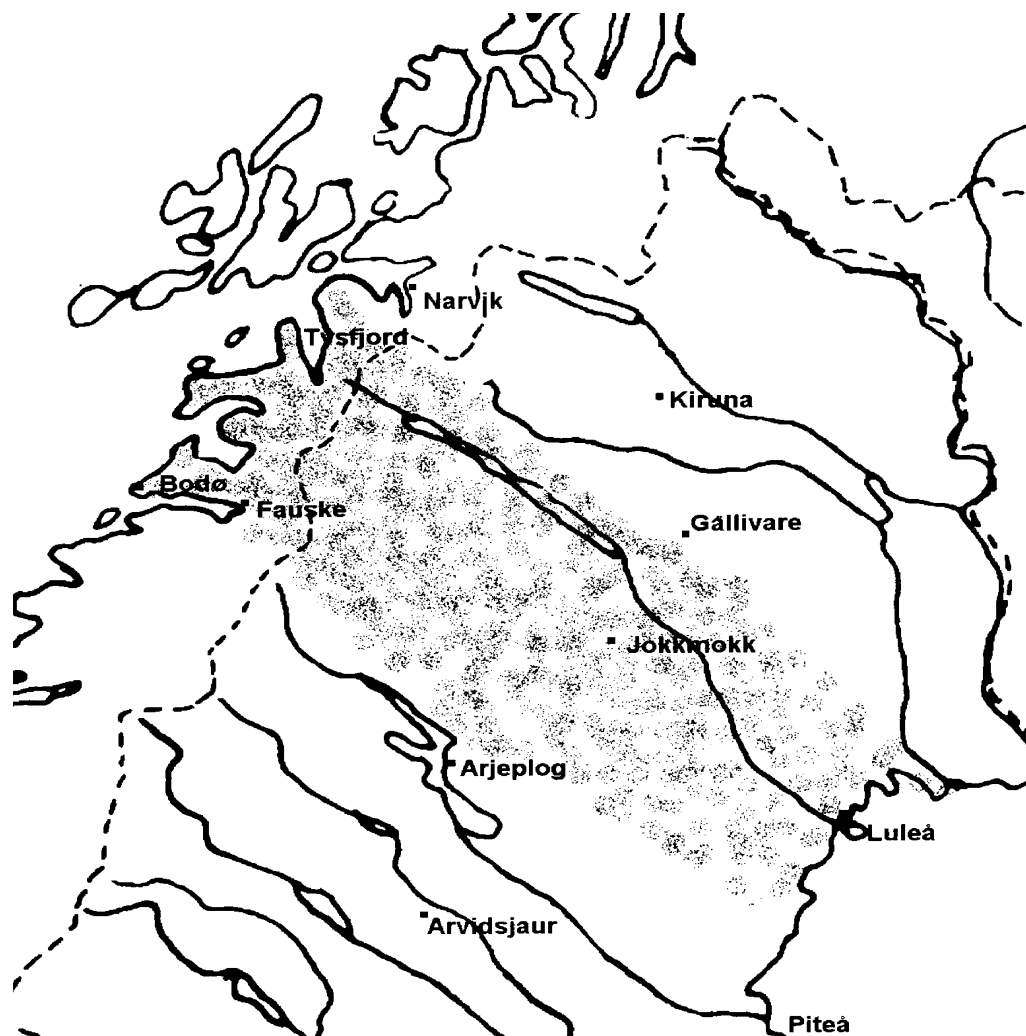 Narvik
Tysfjord
Kiruna
Bodø
Fauske
Gällivare
Jokkmokk
Arjeplog
Luleå
Arvidsjaur
Piteå